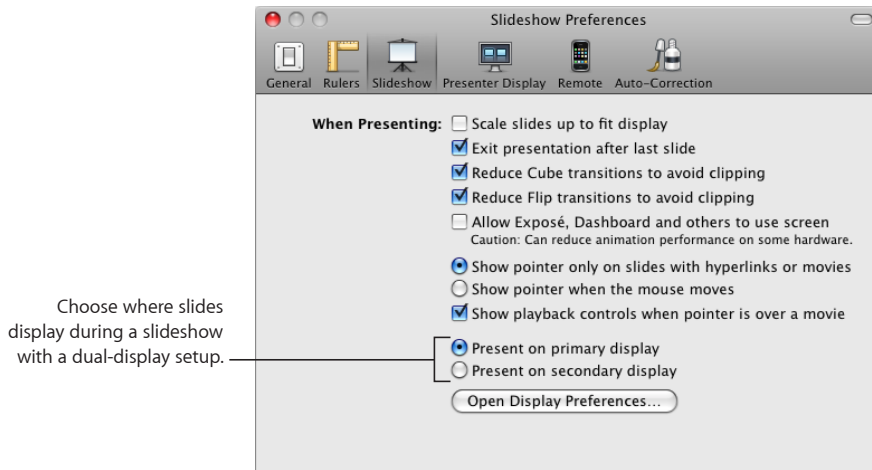 Slideshow Preferences
General Rulers Slideshow Presenter Display Remote Auto-Correction
When Presenting: Scale slides up to fit display
Exit presentation after last slide
Reduce Cube transitions to avoid clipping
Reduce Flip transitions to avoid clipping
Allow Exposé, Dashboard and others to use screen
Caution: Can reduce animation performance on some hardware.
Show pointer only on slides with hyperlinks or movies
Show pointer when the mouse moves
Show playback controls when pointer is over a movie
Choose where slides
display during a slideshow
with a dual-display setup.
Present on primary display
Present on secondary display
Open Display Preferences...